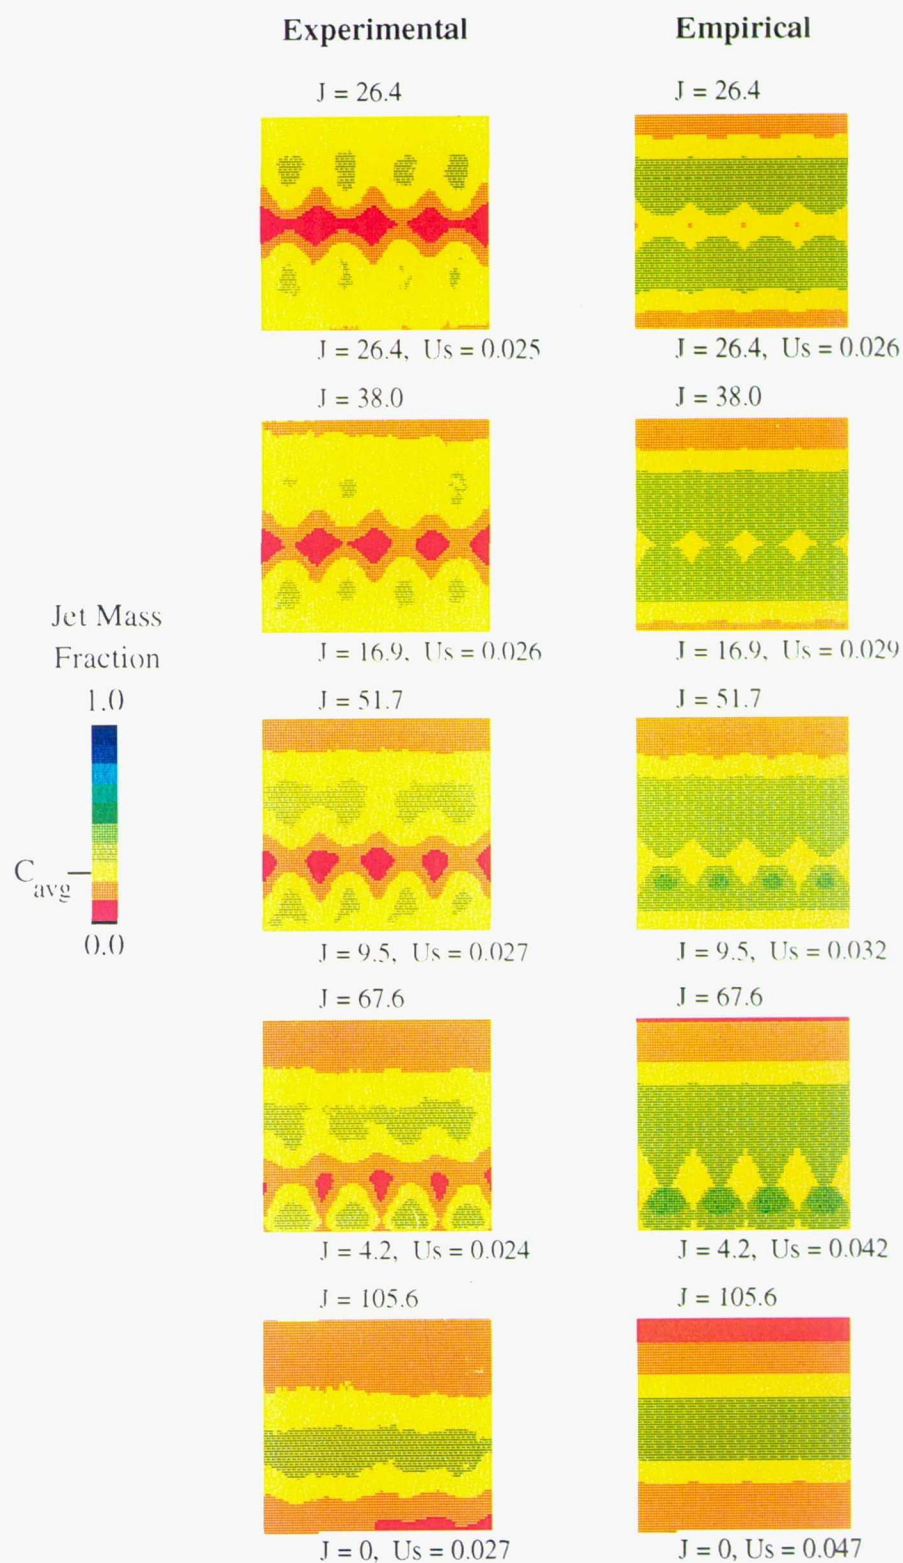 Experimental Empirical
J = 26.4 J = 26.4
J = 26.4, Us = 0.025 J = 26.4, Us = 0.026
J = 38.0 J = 38.0
J = 16.9, Us = 0.026 J = 16.9, Us = 0.029
Jet Mass
Fraction
1.0
C avg
0.0
J = 51.7 J = 51.7
J = 9.5, Us = 0.027 J = 9.5, Us = 0.032
J = 67.6 J = 67.6
J = 4.2, Us = 0.024 J = 4.2, Us = 0.042
J = 105.6 J = 105.6
J = 0, Us = 0.027 J = 0, Us = 0.047